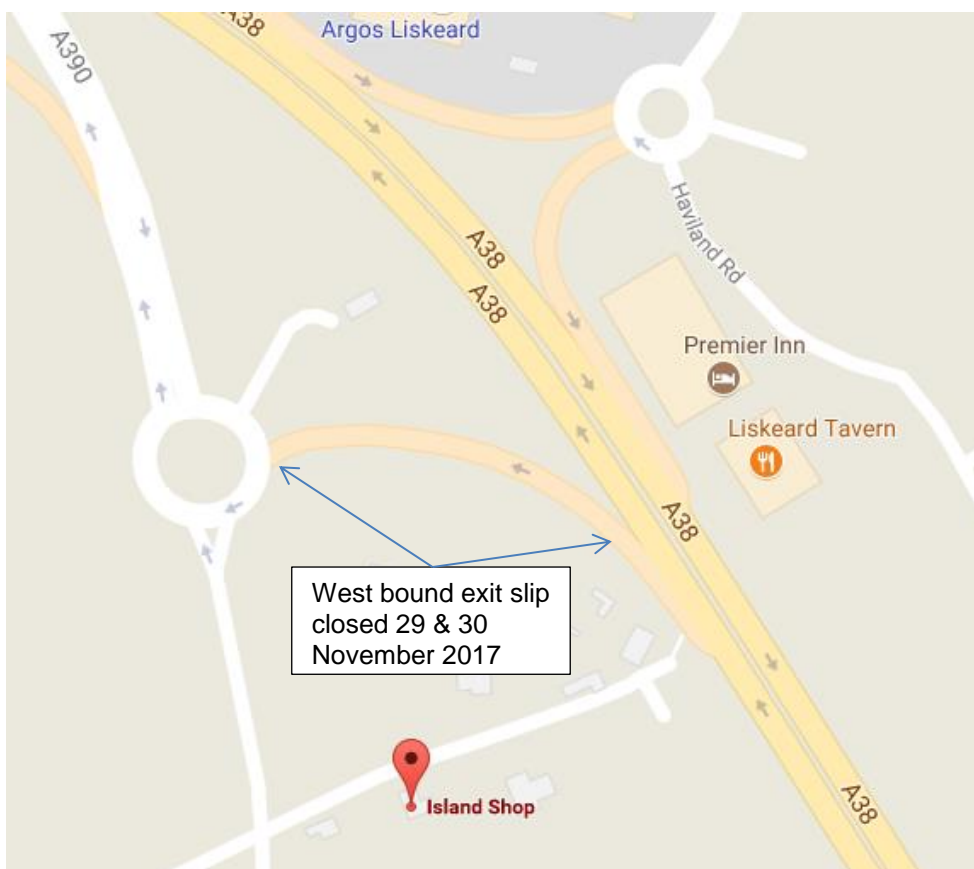 A38
Argos Liskeard
A390
Haviland Rd
A38
A38
Premier Inn
Liskeard Tavern
A38
West bound exit slip
closed 29 & 30
November 2017
Island Shop
A38